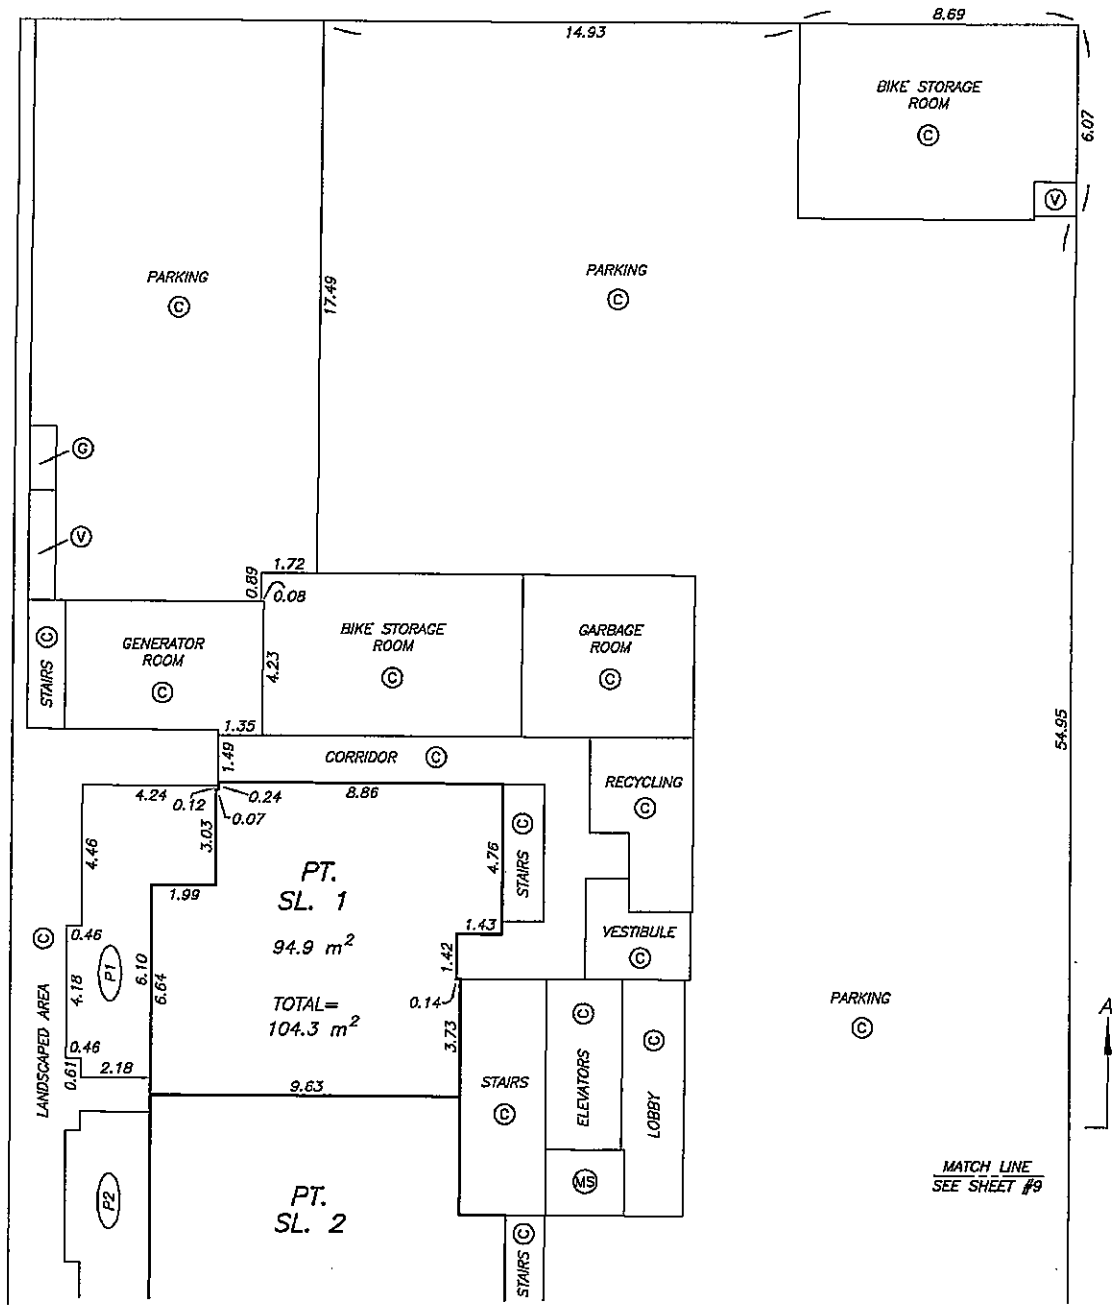 8.69
14.93
BIKE STORAGE
ROOM
C
6.07
V
PARKING
C
17.49
PARKING
C
G
V
1.72
0.89
0.08
STAIRS C
GENERATOR
ROOM
C
4.23
BIKE STORAGE
ROOM
C
GARBAGE
ROOM
C
54.95
1.35
1.49
CORRIDOR C
RECYCLING
C
4.24
0.12
0.24
0.07
8.86
3.03
4.46
4.76
STAIRS C
PT.
SL. 1
1.99
94.9 m²
1.43
1.42
VESTIBULE
C
LANDSCAPED AREA C
0.46
4.18
P1
6.10
6.64
TOTAL=
104.3 m²
0.14
3.73
0.46
0.61
2.18
9.63
STAIRS
C
ELEVATORS C
LOBBY C
PARKING
C
A
MS
MATCH LINE
SEE SHEET #9
P2
PT.
SL. 2
STAIRS C